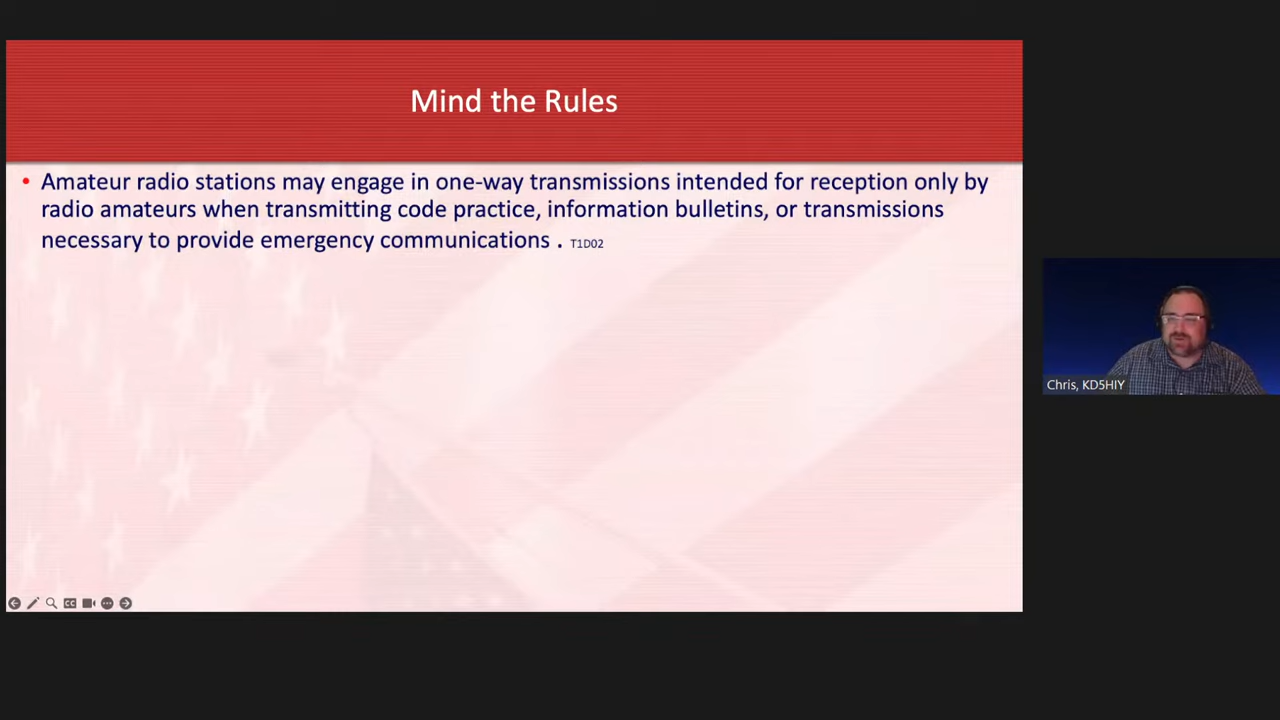 Mind the Rules
• Amateur radio stations may engage in one-way transmissions intended for reception only by
radio amateurs when transmitting code practice, information bulletins, or transmissions
necessary to provide emergency communications . T1D02
Chris, KD5HIY
CC